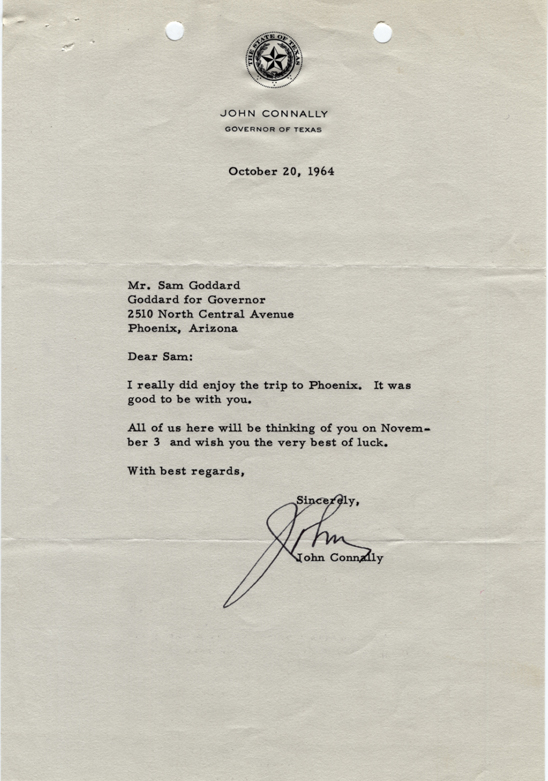 THE STATE OF TEXAS
JOHN CONNALLY
GOVERNOR OF TEXAS
October 20, 1964
Mr. Sam Goddard
Goddard for Governor
2510 North Central Avenue
Phoenix, Arizona
Dear Sam:
I really did enjoy the trip to Phoenix. It was
good to be with you.
All of us here will be thinking of you on Novem-
ber 3 and wish you the very best of luck.
With best regards,
Sincerely,
John
John Connally